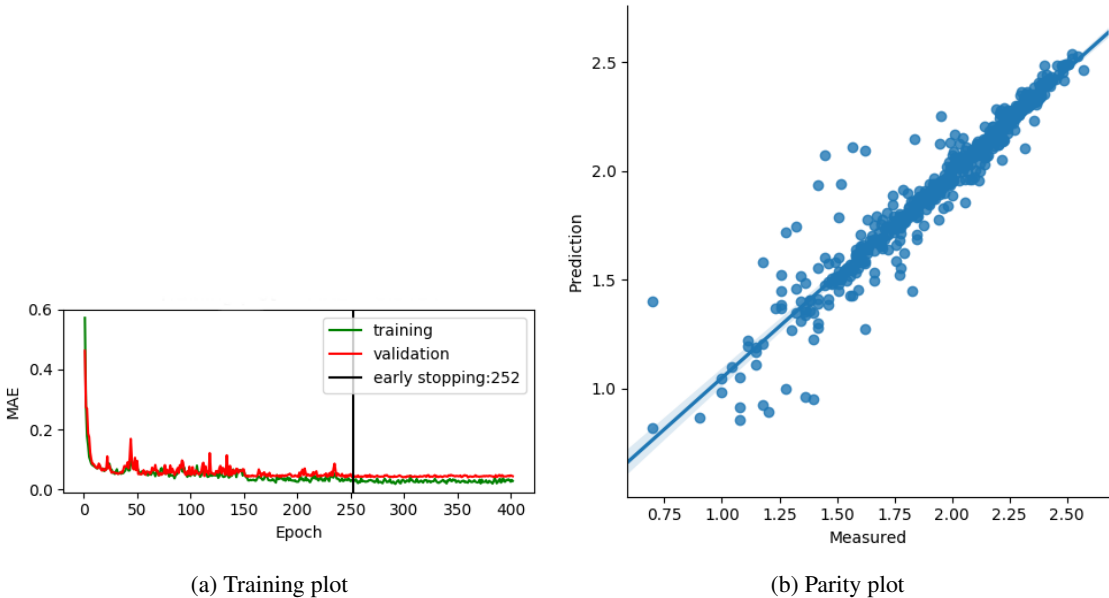 0.6
0.4
0.2
0.0
MAE
training
validation
early stopping:252
0 50 100 150 200 250 300 350 400
Epoch
(a) Training plot
2.5
2.0
1.5
1.0
Prediction
0.75 1.00 1.25 1.50 1.75 2.00 2.25 2.50
Measured
(b) Parity plot